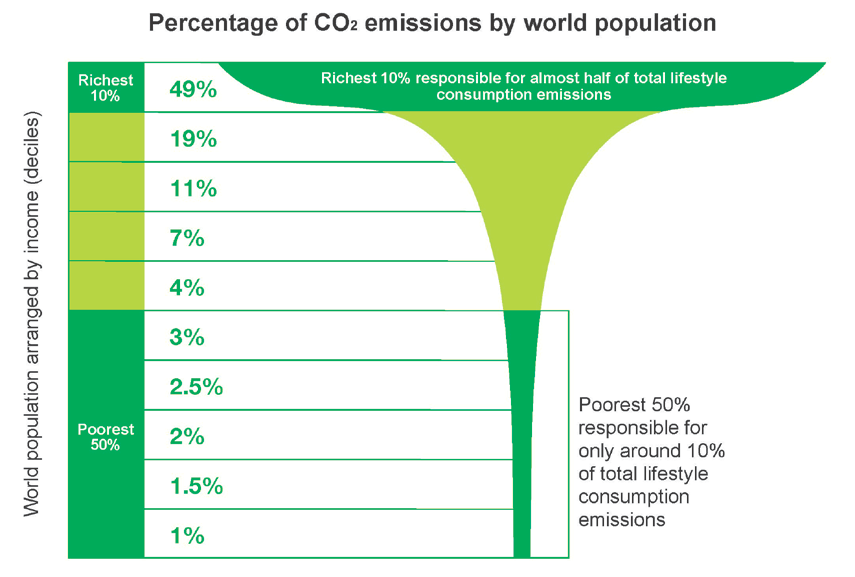 Percentage of CO₂ emissions by world population
World population arranged by income (deciles)
Richest
10%
49%
Richest 10% responsible for almost half of total lifestyle
consumption emissions
19%
11%
7%
4%
Poorest
50%
3%
2.5%
2%
1.5%
1%
Poorest 50%
responsible for
only around 10%
of total lifestyle
consumption
emissions